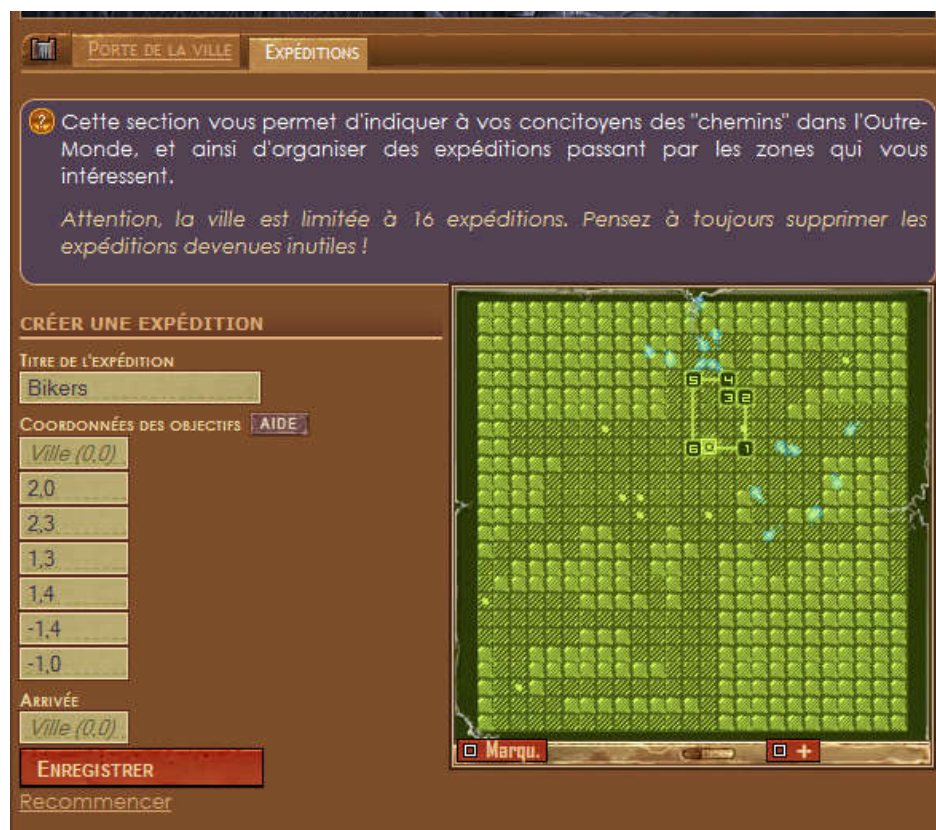 PORTE DE LA VILLE
EXPÉDITIONS
Cette section vous permet d'indiquer à vos concitoyens des "chemins" dans l'Outre-
Monde, et ainsi d'organiser des expéditions passant par les zones qui vous
intéressent.
Attention, la ville est limitée à 16 expéditions. Pensez à toujours supprimer les
expéditions devenues inutiles !
CRÉER UNE EXPÉDITION
TITRE DE L'EXPÉDITION
Bikers
COORDONNÉES DES OBJECTIFS AIDE
Ville (0,0)
2,0
2,3
1,3
1,4
-1,4
-1,0
ARRIVÉE
Ville (0,0)
ENREGISTRER
Recommencer
5 4
3 2
6 1
Marqu.
+